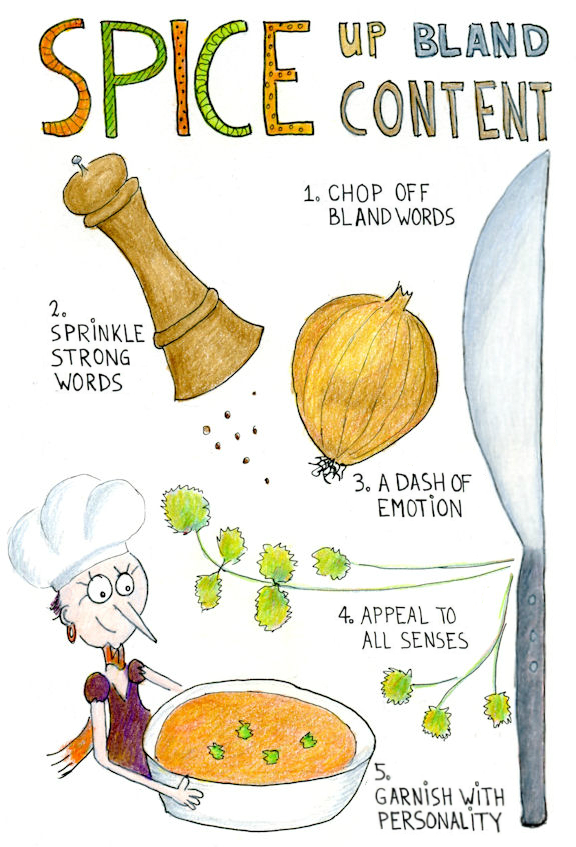 SPICE UP BLAND
CONTENT
1. CHOP OFF
BLAND WORDS
2.
SPRINKLE
STRONG
WORDS
3. A DASH OF
EMOTION
4. APPEAL TO
ALL SENSES
5.
GARNISH WITH
PERSONALITY